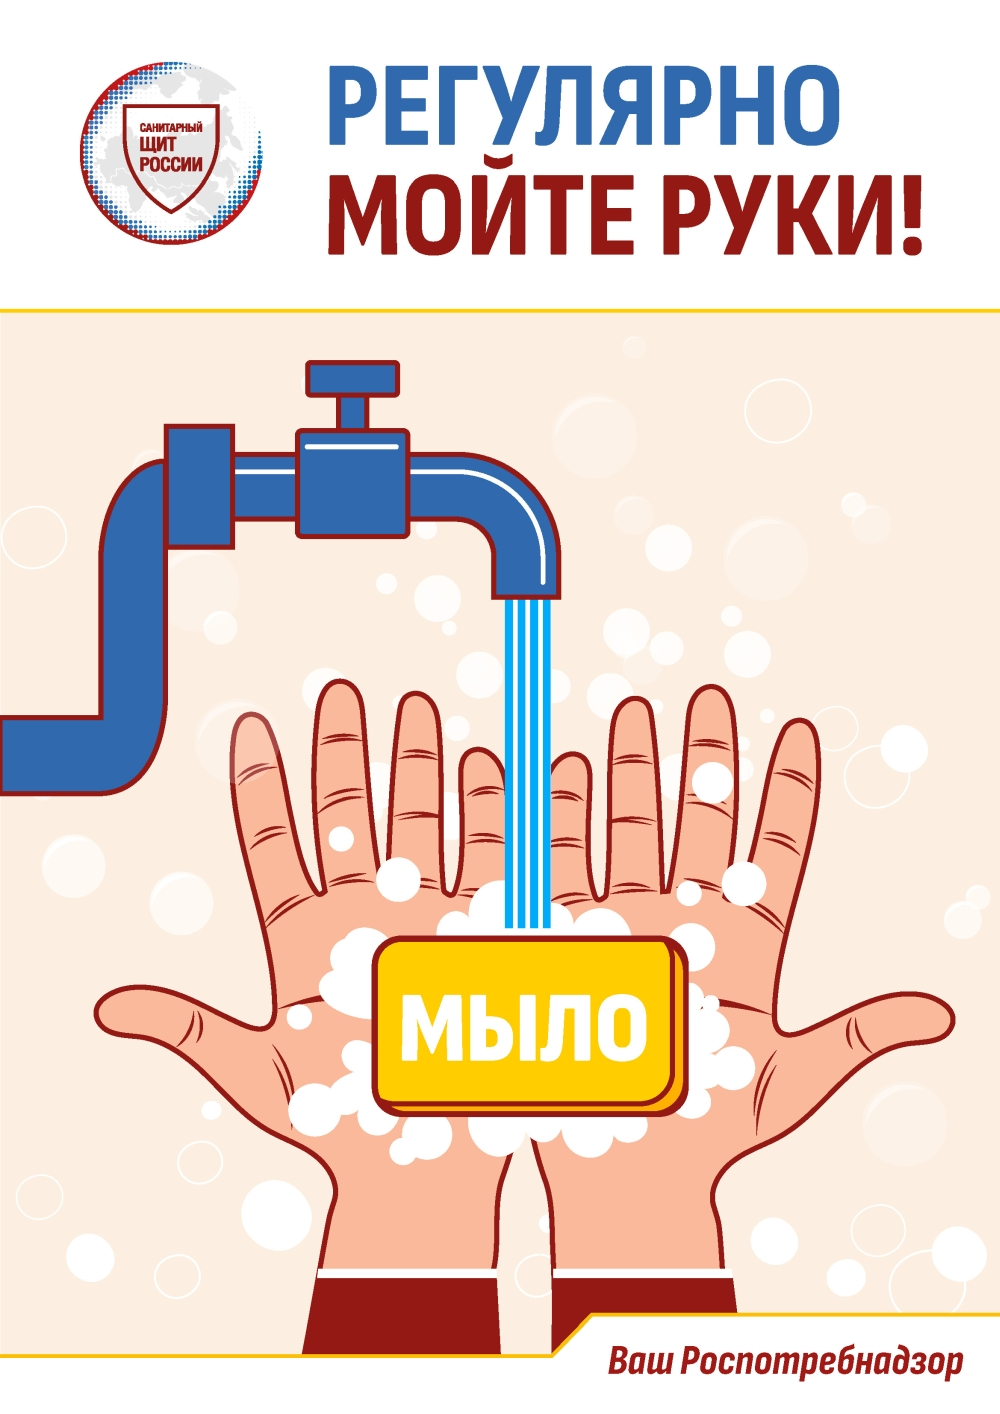 САНИТАРНЫЙ
ЩИТ
РОССИИ
РЕГУЛЯРНО
МОЙТЕ РУКИ!
МЫЛО
Ваш Роспотребнадзор